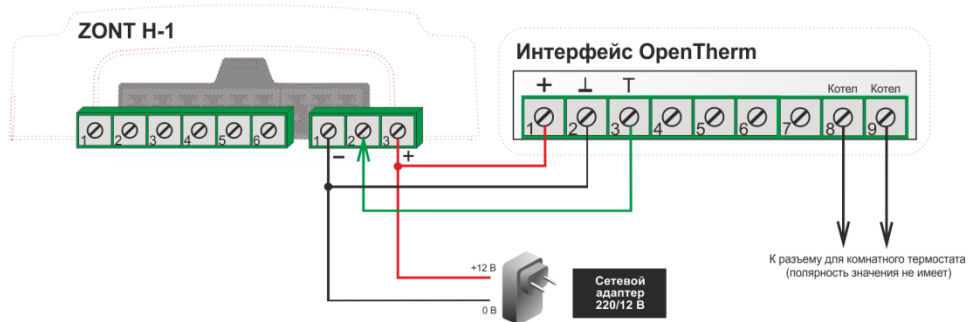 ZONT H-1
Интерфейс OpenTherm
+ ⊥ T Котел Котел
1 2 3 4 5 6 1 2 3
1 2 3 4 5 6 7 8 9
− +
К разъему для комнатного термостата
(полярность значения не имеет)
+12 В
0 В
Сетевой
адаптер
220/12 В